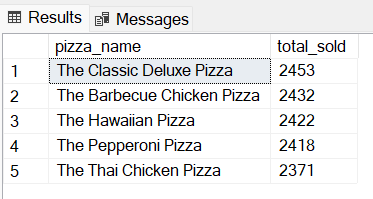 Results Messages
pizza_name total_sold
1 The Classic Deluxe Pizza 2453
2 The Barbecue Chicken Pizza 2432
3 The Hawaiian Pizza 2422
4 The Pepperoni Pizza 2418
5 The Thai Chicken Pizza 2371